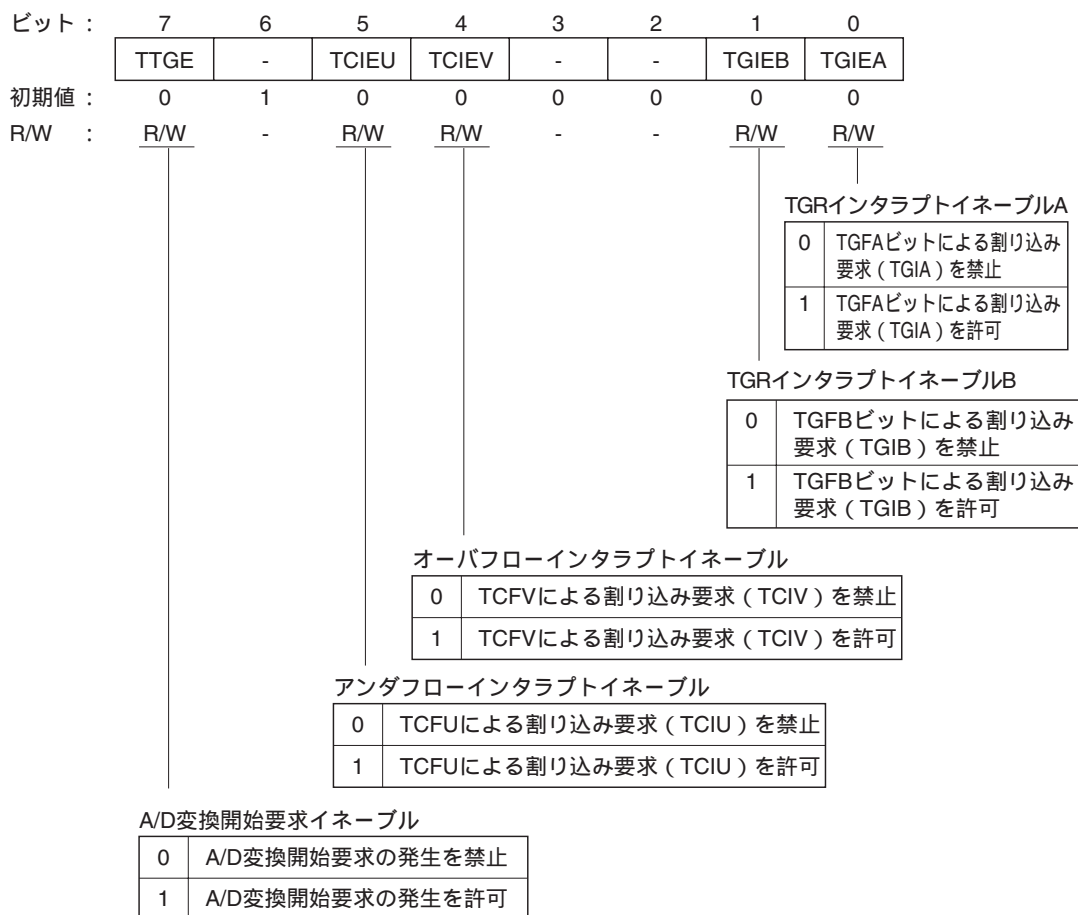 ビット : 7 6 5 4 3 2 1 0
TTGE - TCIEU TCIEV - - TGIEB TGIEA
初期値 : 0 1 0 0 0 0 0 0
R/W : R/W - R/W R/W - - R/W R/W
TGRインタラプトイネーブルA
0 TGFAビットによる割り込み
要求（TGIA）を禁止
1 TGFAビットによる割り込み
要求（TGIA）を許可
TGRインタラプトイネーブルB
0 TGFBビットによる割り込み
要求（TGIB）を禁止
1 TGFBビットによる割り込み
要求（TGIB）を許可
オーバフローインタラプトイネーブル
0 TCFVによる割り込み要求（TCIV）を禁止
1 TCFVによる割り込み要求（TCIV）を許可
アンダフローインタラプトイネーブル
0 TCFUによる割り込み要求（TCIU）を禁止
1 TCFUによる割り込み要求（TCIU）を許可
A/D変換開始要求イネーブル
0 A/D変換開始要求の発生を禁止
1 A/D変換開始要求の発生を許可